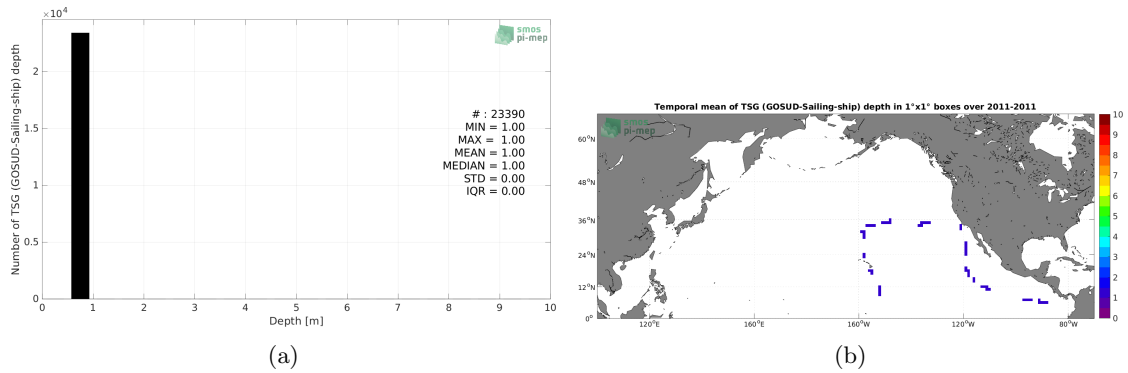 ×10⁴
smos
pi-mep
Number of TSG (GOSUD-Sailing-ship) depth
2
1.5
1
0.5
0
# : 23390
MIN = 1.00
MAX = 1.00
MEAN = 1.00
MEDIAN = 1.00
STD = 0.00
IQR = 0.00
0 1 2 3 4 5 6 7 8 9 10
Depth [m]
(a)
Temporal mean of TSG (GOSUD-Sailing-ship) depth in 1°x1° boxes over 2011-2011
smos
pi-mep
60°N
48°N
36°N
24°N
12°N
0°
120°E 160°E 160°W 120°W 80°W
10
9
8
7
6
5
4
3
2
1
0
(b)